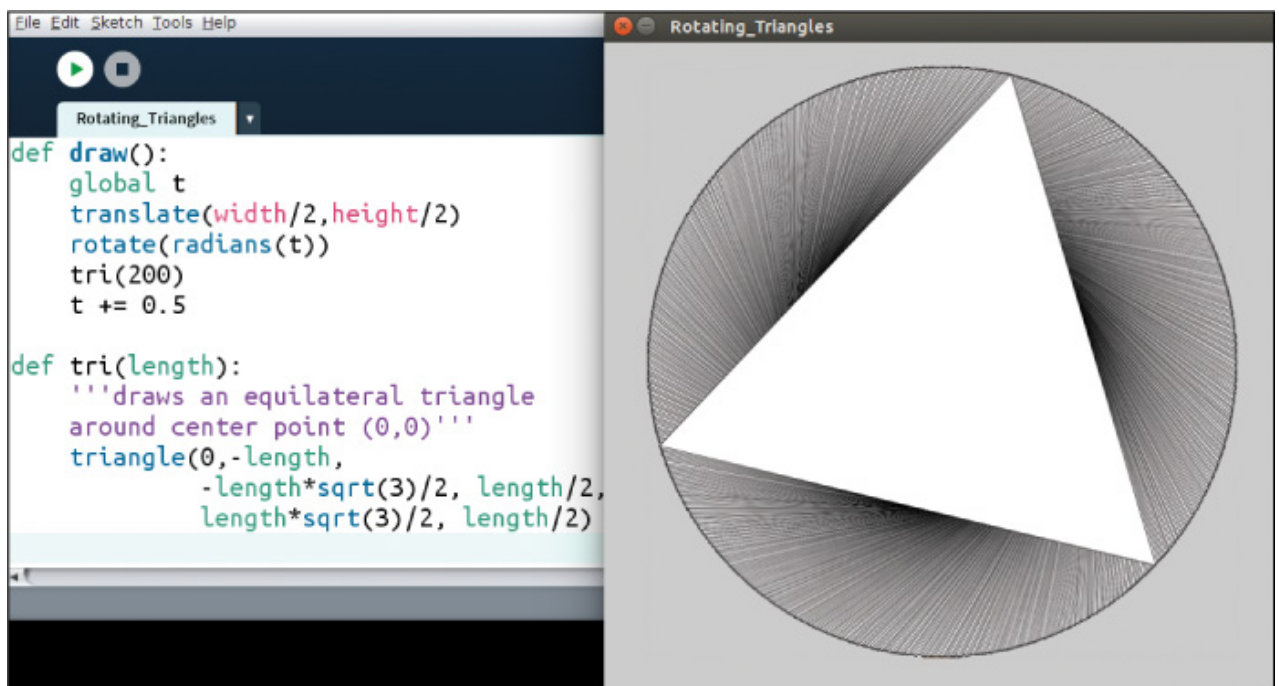 File Edit Sketch Tools Help
Rotating_Triangles
Rotating_Triangles
def draw():
    global t
    translate(width/2,height/2)
    rotate(radians(t))
    tri(200)
    t += 0.5
def tri(length):
    '''draws an equilateral triangle
    around center point (0,0)'''
    triangle(0,-length,
            -length*sqrt(3)/2, length/2,
            length*sqrt(3)/2, length/2)